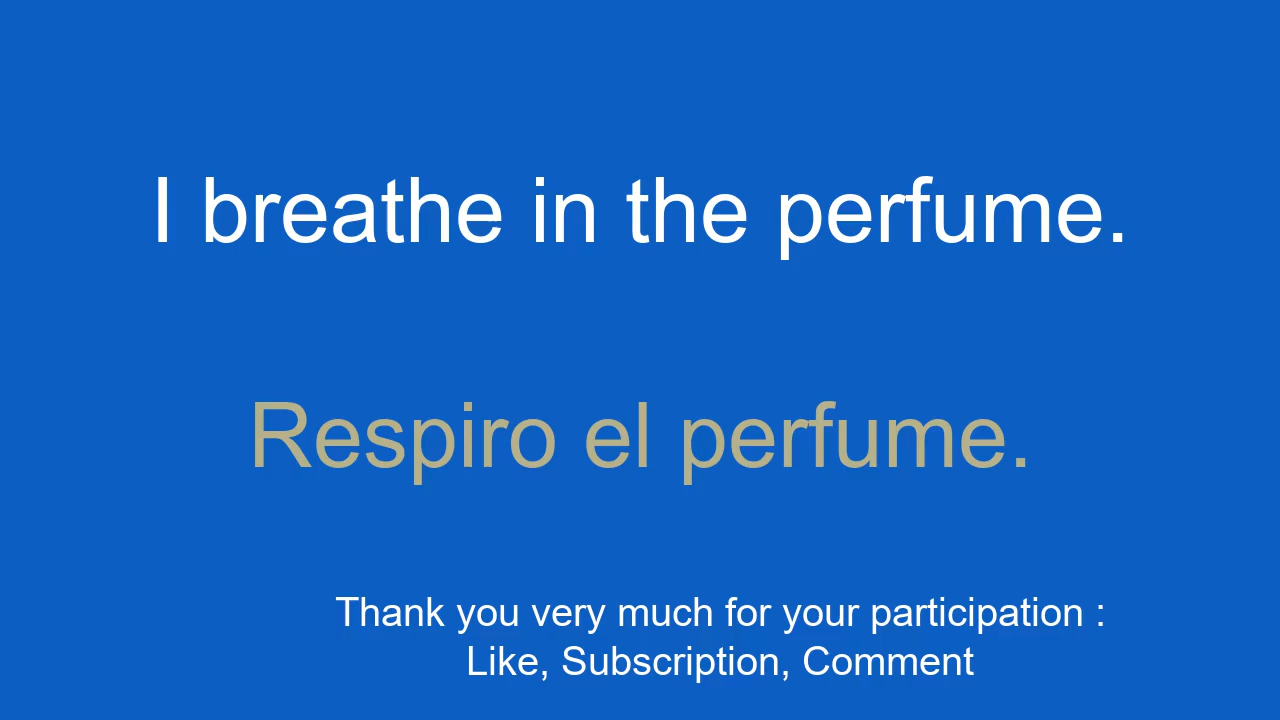 I breathe in the perfume.
Respiro el perfume.
Thank you very much for your participation :
Like, Subscription, Comment